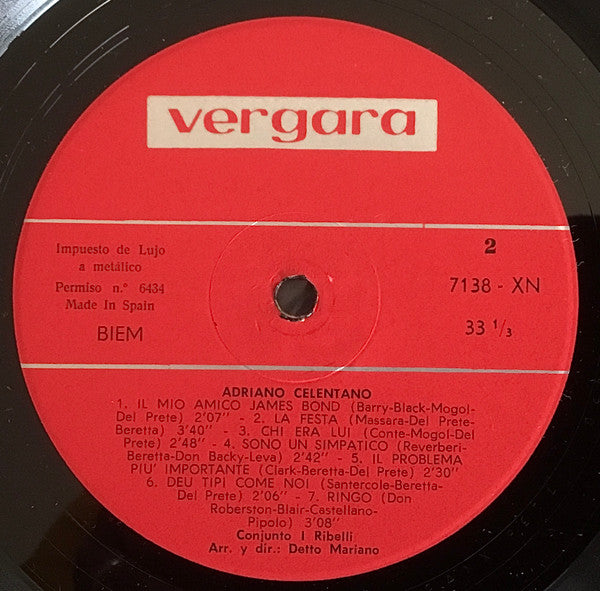 vergara
Impuesto de Lujo
a metálico
Permiso n.° 6434
Made In Spain
BIEM
2
7138 - XN
33 ¹/₃
ADRIANO CELENTANO
1. IL MIO AMICO JAMES BOND (Barry-Black-Mogol-
Del Prete) 2'07" - 2. LA FESTA (Massara-Del Prete-
Beretta) 3'40" - 3. CHI ERA LUI (Conte-Mogol-Del
Prete) 2'48" - 4. SONO UN SIMPATICO (Reverberi-
Beretta-Don Backy-Leva) 2'42" - 5. IL PROBLEMA
PIU' IMPORTANTE (Clark-Beretta-Del Prete) 2'30"
6. DEU TIPI COME NOI (Santercole-Beretta-
Del Prete) 2'06" - 7. RINGO (Don
Roberston-Blair-Castellano-
Pipolo) 3'08"
Conjunto I Ribelli
Arr. y dir.: Detto Mariano